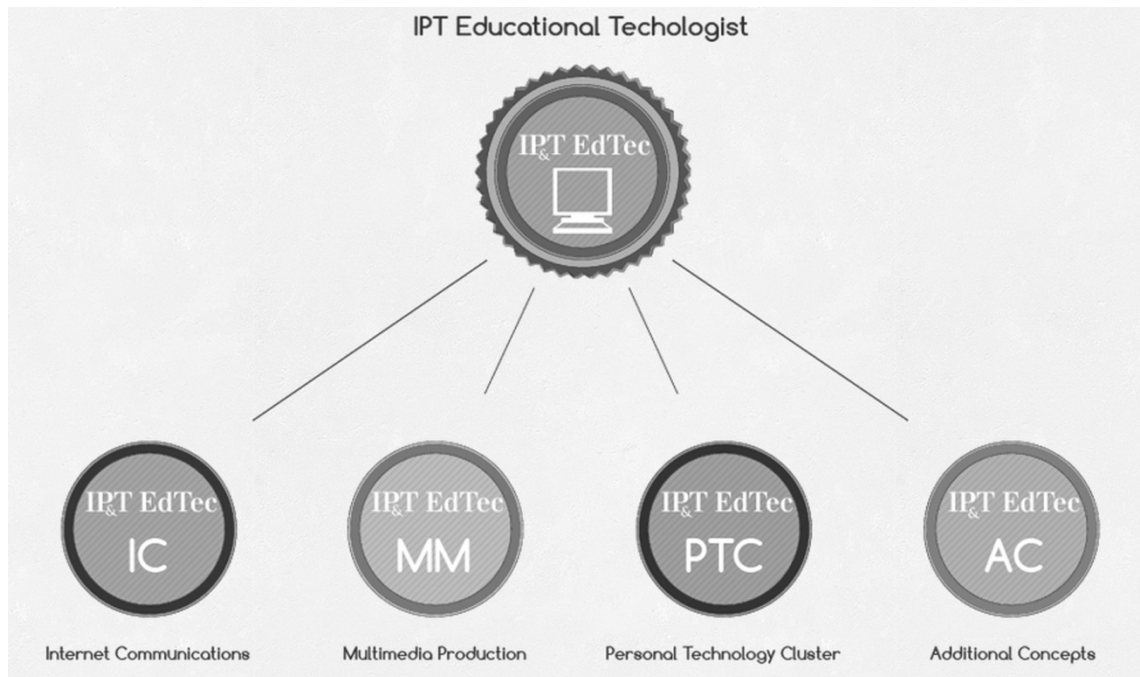 IPT Educational Techologist
IP&T EdTec
IP&T EdTec
IC
IP&T EdTec
MM
IP&T EdTec
PTC
IP&T EdTec
AC
Internet Communications
Multimedia Production
Personal Technology Cluster
Additional Concepts